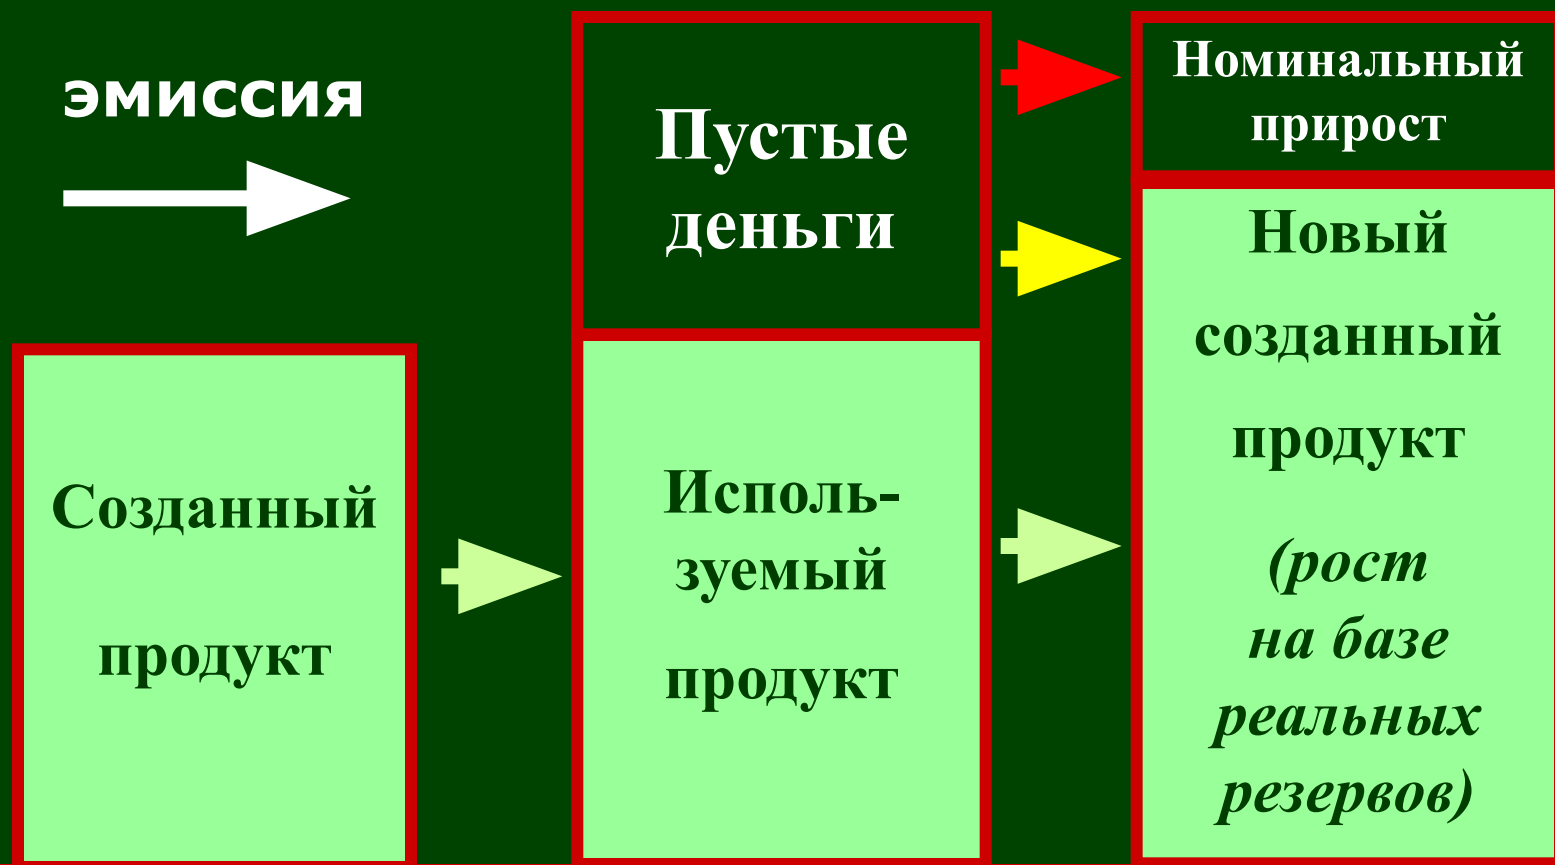 эмиссия
Пустые
деньги
Номинальный
прирост
Созданный
продукт
Исполь-
зуемый
продукт
Новый
созданный
продукт
(рост
на базе
реальных
резервов)